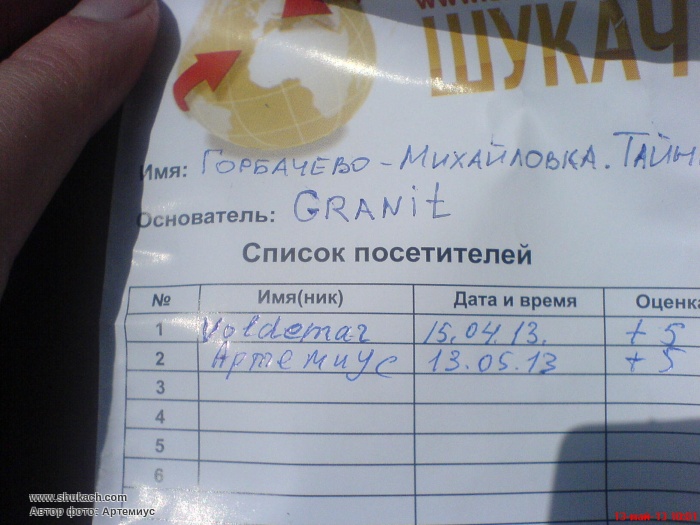 ШУКАЧ
Имя: ГОРБАЧЕВО-МИХАЙЛОВКА. ТАЙН
Основатель: GRANit
Список посетителей
№ Имя(ник) Дата и время Оценка
1 Voldemar 15.04.13. +5
2 Артемиус 13.05.13 +5
3
4
5
6
www.shukach.com
Автор фото: Артемиус